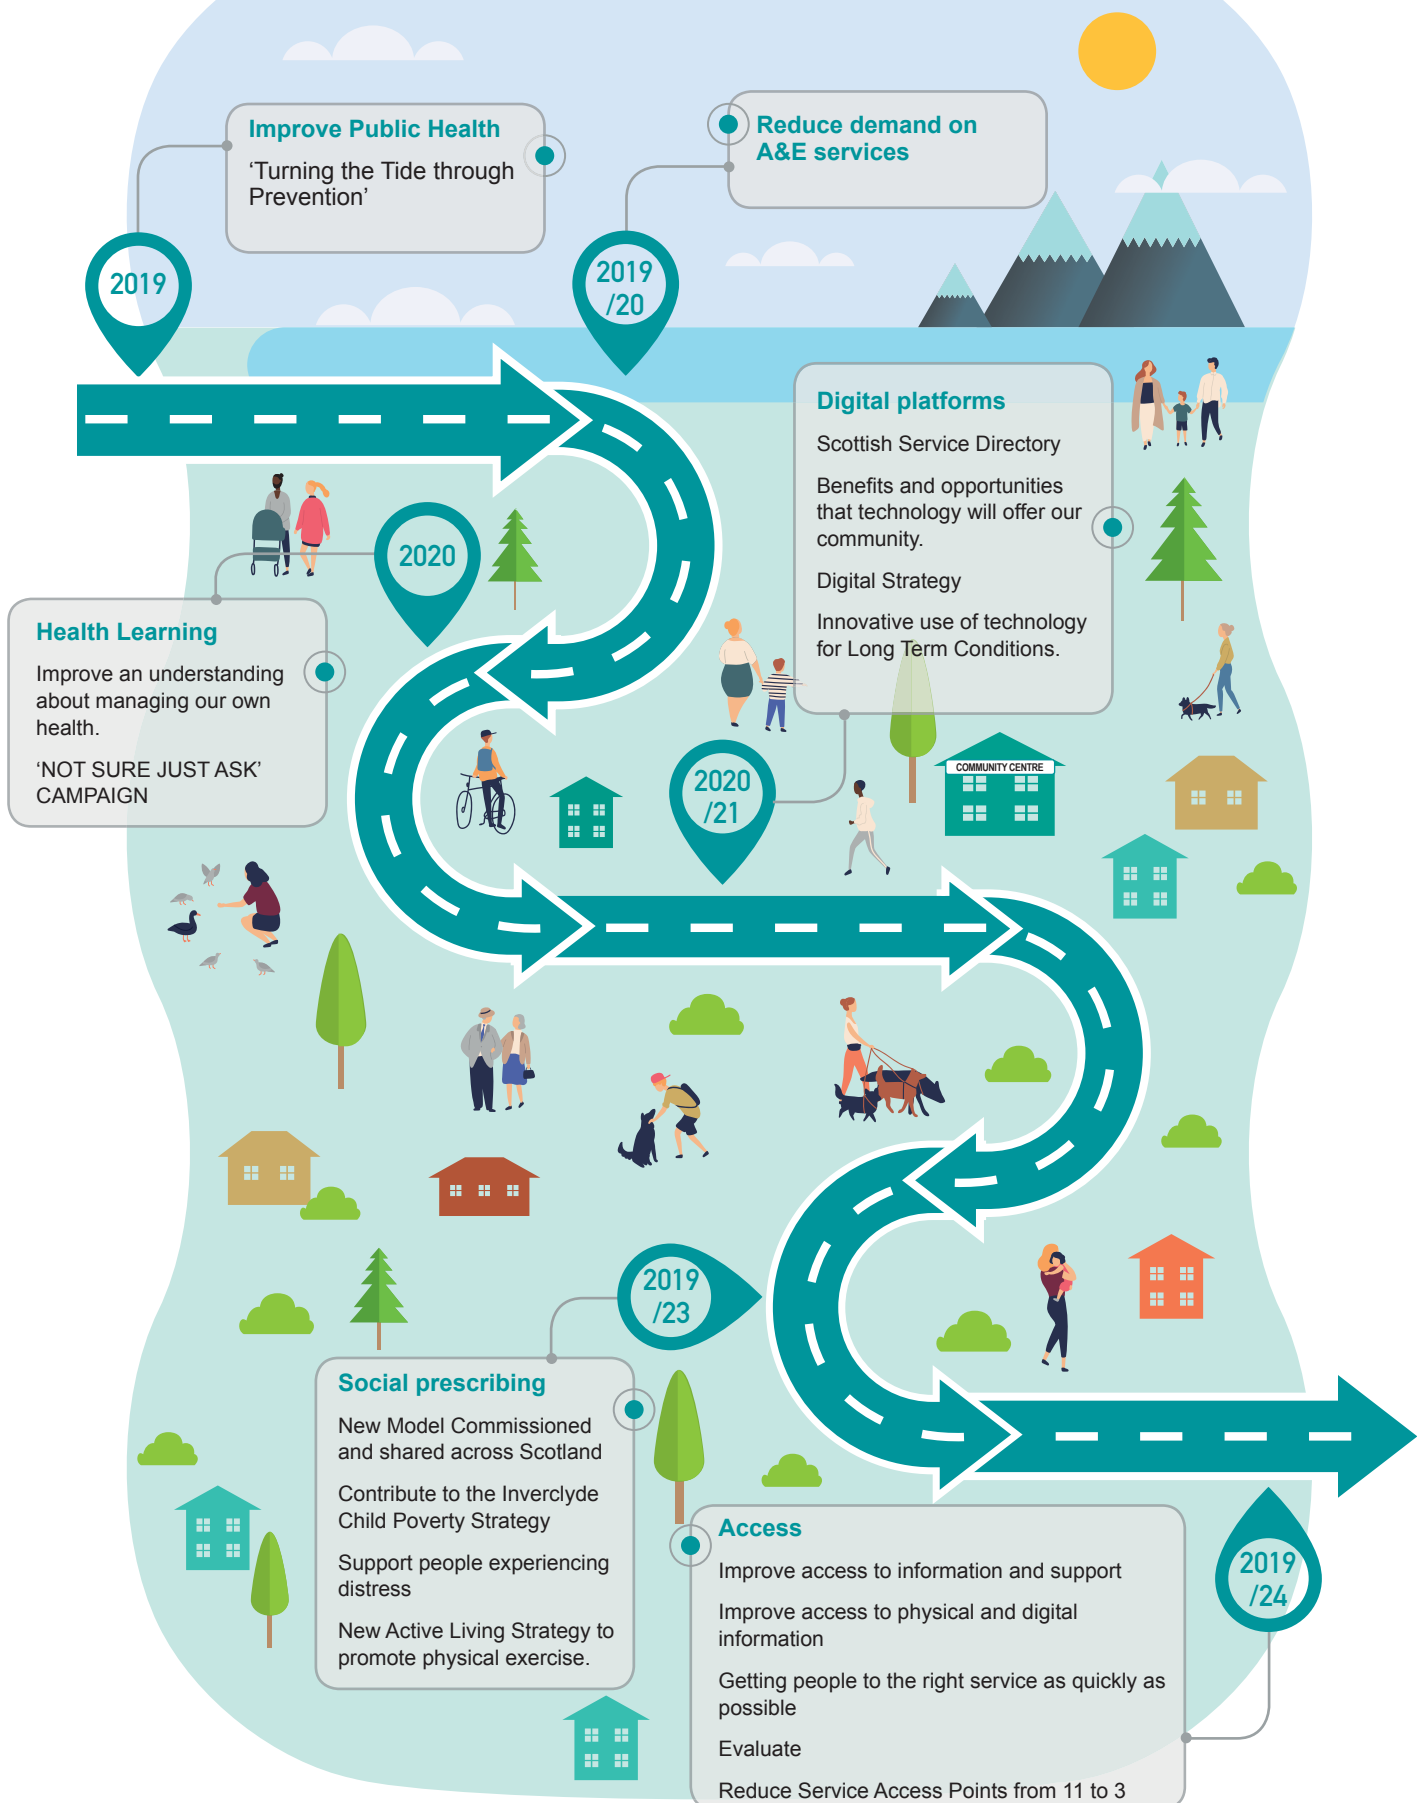 Improve Public Health
‘Turning the Tide through
Prevention’
Reduce demand on
A&E services
2019
2019
/20
Digital platforms
Scottish Service Directory
Benefits and opportunities
that technology will offer our
community.
Digital Strategy
Innovative use of technology
for Long Term Conditions.
2020
Health Learning
Improve an understanding
about managing our own
health.
‘NOT SURE JUST ASK’
CAMPAIGN
2020
/21
COMMUNITY CENTRE
2019
/23
Social prescribing
New Model Commissioned
and shared across Scotland
Contribute to the Inverclyde
Child Poverty Strategy
Support people experiencing
distress
New Active Living Strategy to
promote physical exercise.
Access
Improve access to information and support
Improve access to physical and digital
information
Getting people to the right service as quickly as
possible
Evaluate
Reduce Service Access Points from 11 to 3
2019
/24